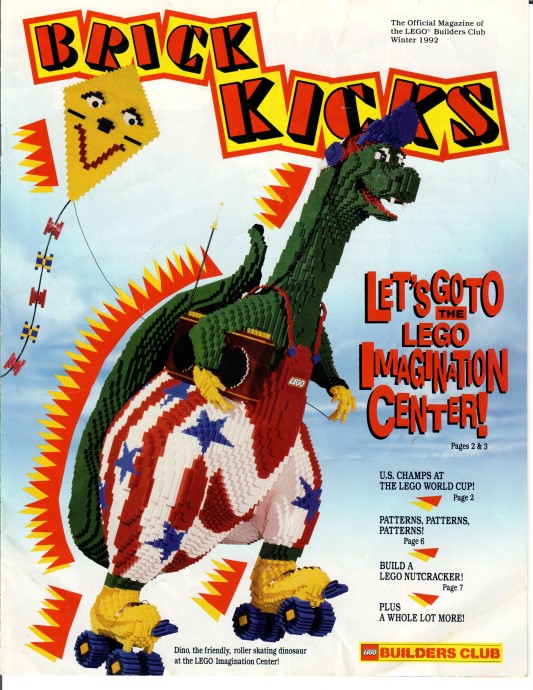 BRICK
KICKS
The Official Magazine of
the LEGO® Builders Club
Winter 1992
LET'S GO TO
THE
LEGO
IMAGINATION
CENTER!
Pages 2 & 3
U.S. CHAMPS AT
THE LEGO WORLD CUP!
Page 2
PATTERNS, PATTERNS,
PATTERNS!
Page 6
BUILD A
LEGO NUTCRACKER!
Page 7
PLUS
A WHOLE LOT MORE!
LEGO
Dino, the friendly, roller skating dinosaur
at the LEGO Imagination Center!
LEGO BUILDERS CLUB